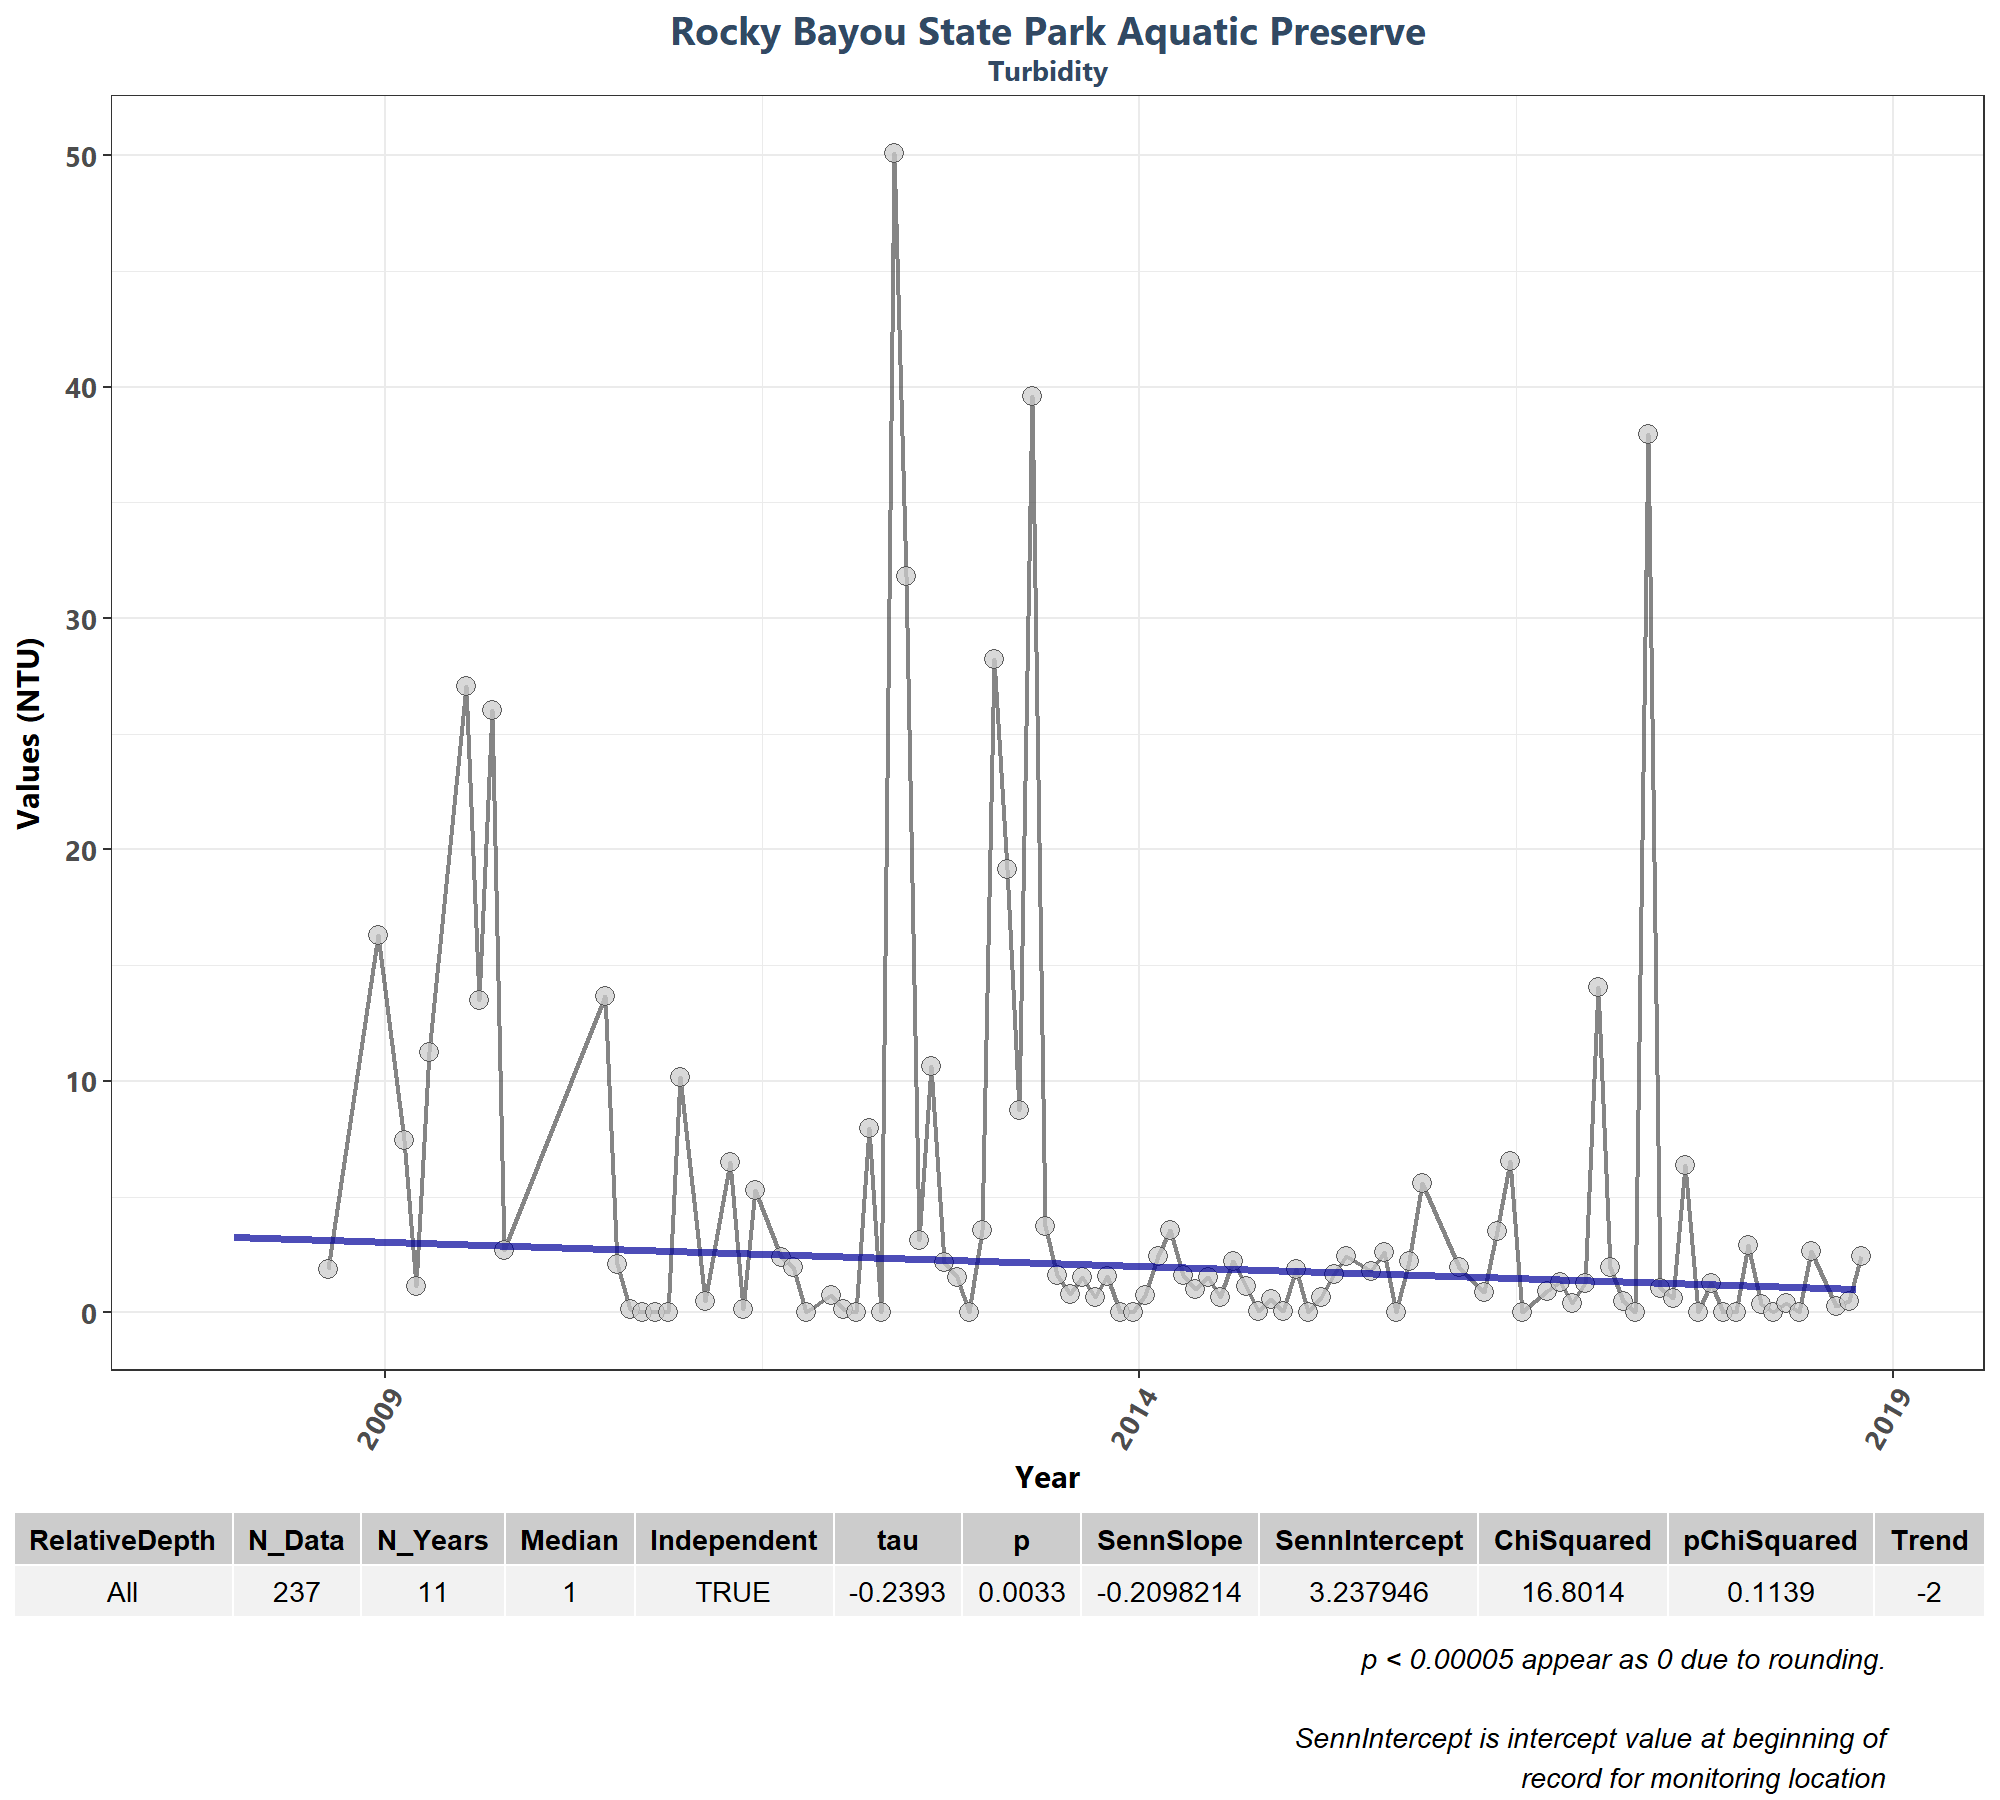 Rocky Bayou State Park Aquatic Preserve
Turbidity
50
40
30
20
10
0
Values (NTU)
2009
2014
2019
Year
RelativeDepth N_Data N_Years Median Independent tau p SennSlope SennIntercept ChiSquared pChiSquared Trend
All 237 11 1 TRUE -0.2393 0.0033 -0.2098214 3.237946 16.8014 0.1139 -2
p < 0.00005 appear as 0 due to rounding.
SennIntercept is intercept value at beginning of
record for monitoring location